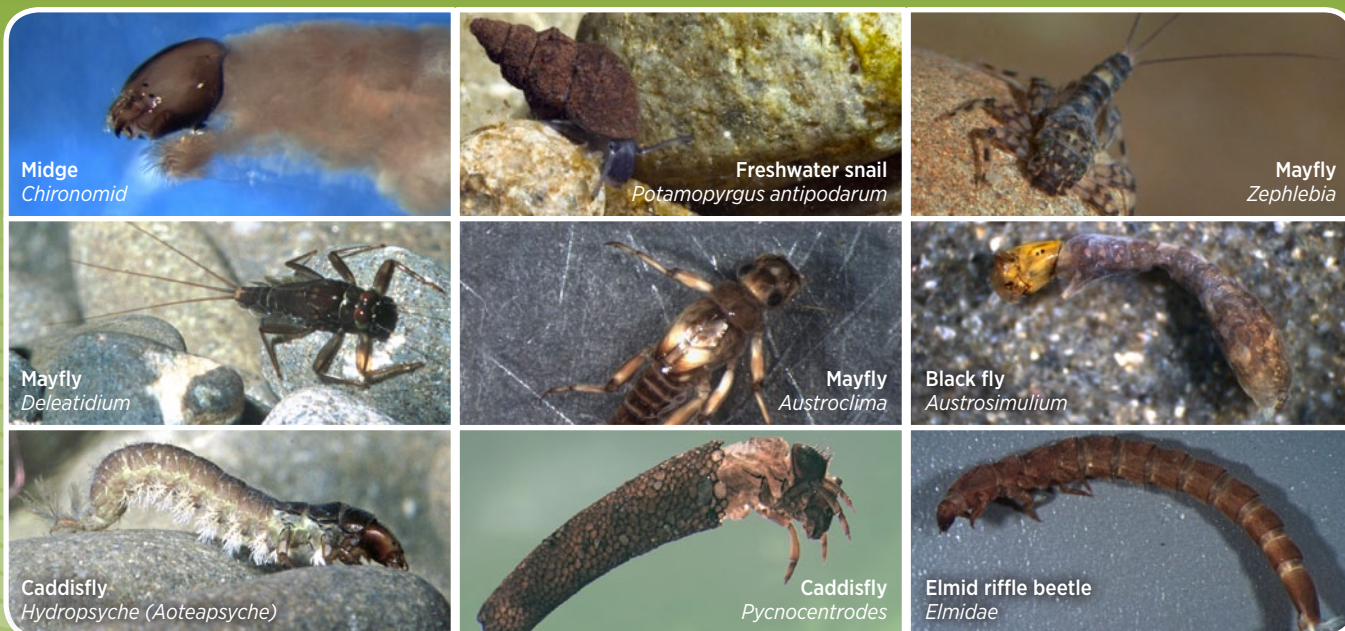 Midge
Chironomid
Freshwater snail
Potamopyrgus antipodarum
Mayfly
Zephlebia
Mayfly
Deleatidium
Mayfly
Austroclima
Black fly
Austrosimulium
Caddisfly
Hydropsyche (Aoteapsyche)
Caddisfly
Pycnocentrodes
Elmid riffle beetle
Elmidae